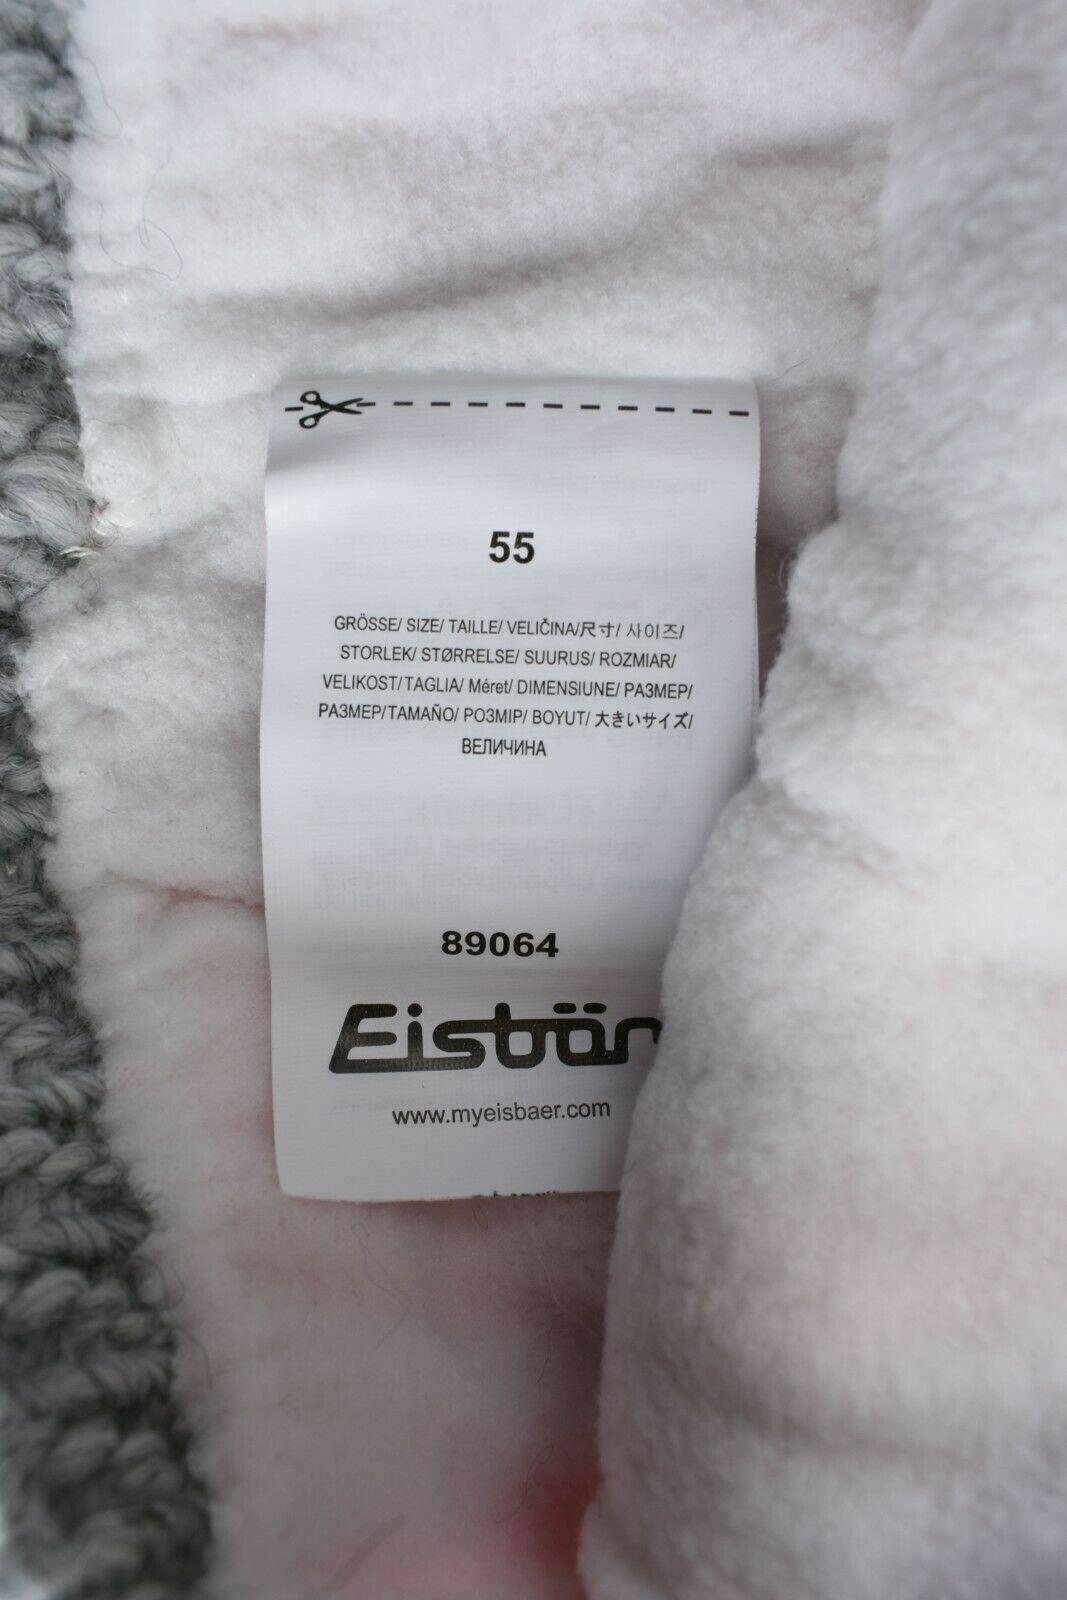 55
GRÖSSE/ SIZE/ TAILLE/ VELIČINA/尺寸/ 사이즈/
STORLEK/ STØRRELSE/ SUURUS/ ROZMIAR/
VELIKOST/TAGLIA/ Méret/ DIMENSIUNE/ РАЗМЕР/
РАЗМЕР/TAMAÑO/ РОЗМІР/ BOYUT/ 大きいサイズ/
ВЕЛИЧИНА
89064
Eisbär
www.myeisbaer.com